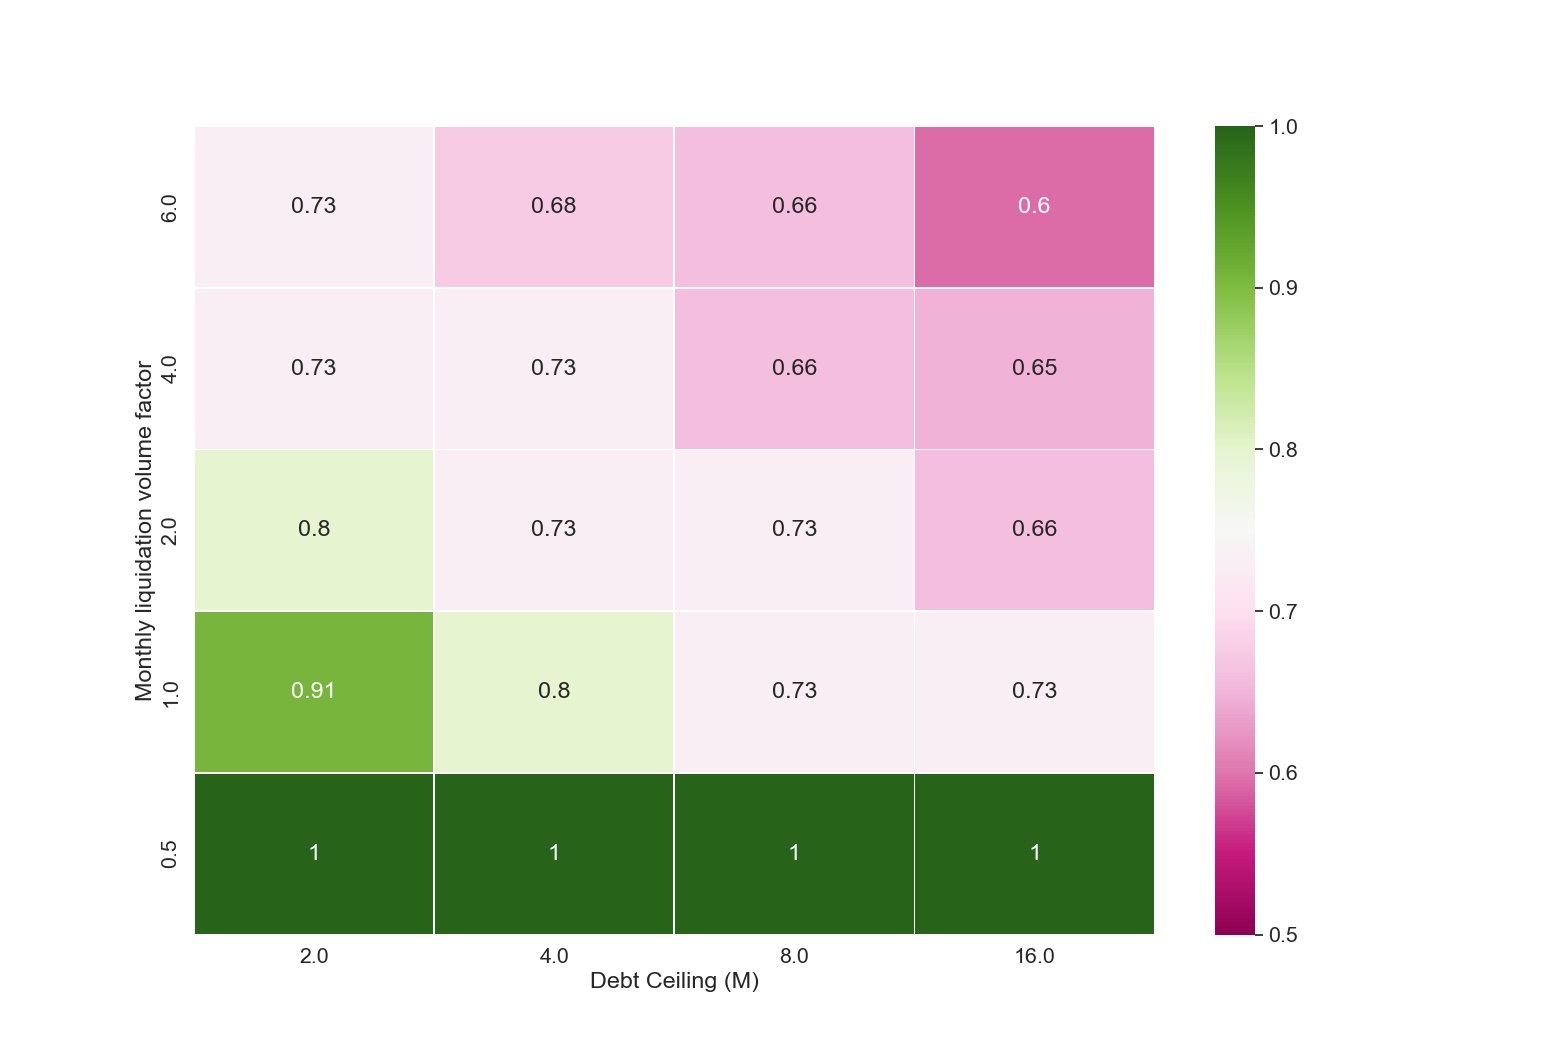 1.0
6.0 0.73 0.68 0.66 0.6
0.9
4.0 0.73 0.73 0.66 0.65
0.8
Monthly liquidation volume factor
2.0 0.8 0.73 0.73 0.66
0.7
1.0 0.91 0.8 0.73 0.73
0.6
0.5 1 1 1 1
0.5
2.0 4.0 8.0 16.0
Debt Ceiling (M)